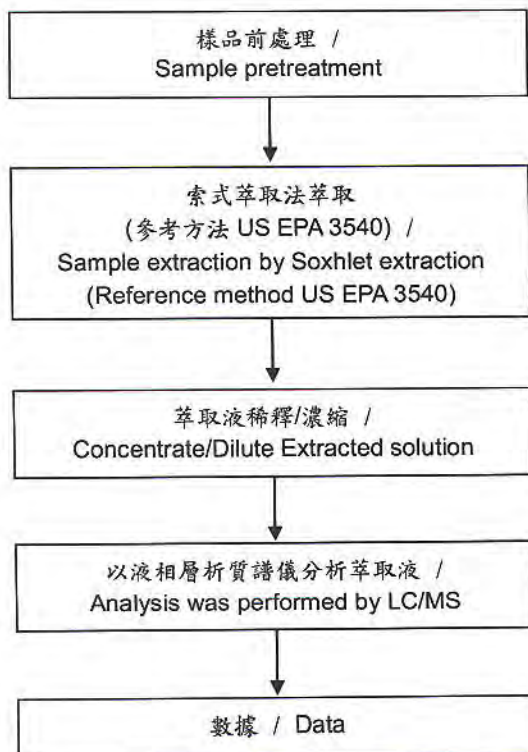 樣品前處理 /
Sample pretreatment
索式萃取法萃取
(參考方法 US EPA 3540) /
Sample extraction by Soxhlet extraction
(Reference method US EPA 3540)
萃取液稀釋/濃縮 /
Concentrate/Dilute Extracted solution
以液相層析質譜儀分析萃取液 /
Analysis was performed by LC/MS
數據 / Data